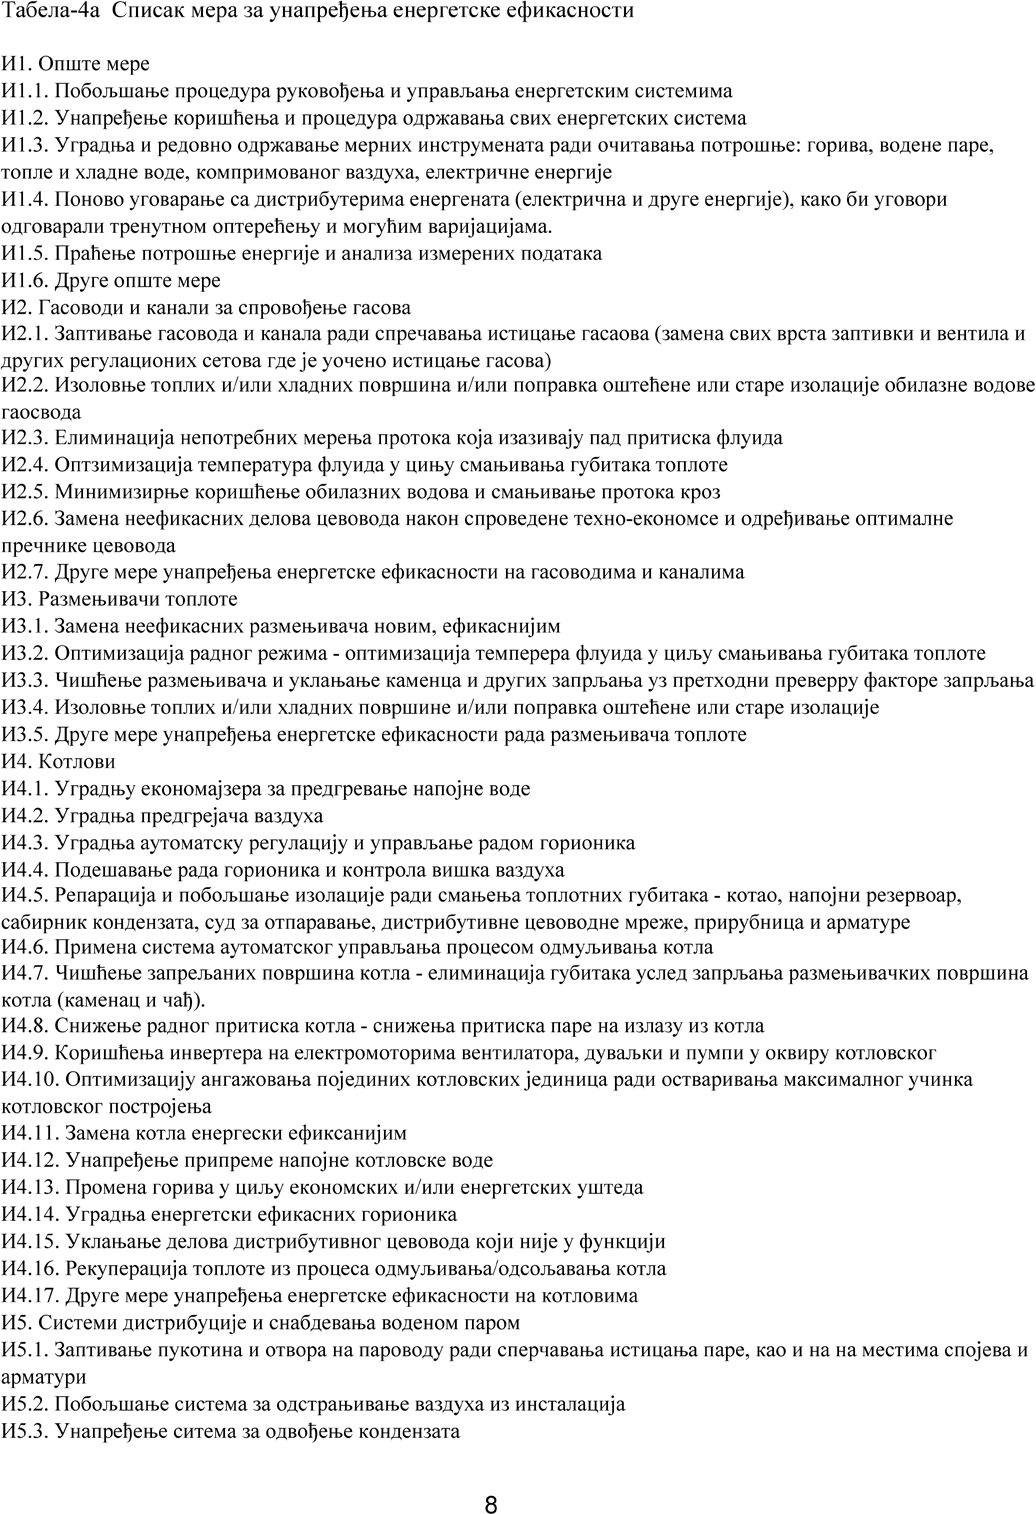 Табела-4а  Списак мера за унапређења енергетске ефикасности
И1. Опште мере
И1.1. Побољшање процедура руковођења и управљања енергетским системима
И1.2. Унапређење коришћења и процедура одржавања свих енергетских система
И1.3. Уградња и редовно одржавање мерних инструмената ради очитавања потрошње: горива, водене паре,
топле и хладне воде, компримованог ваздуха, електричне енергије
И1.4. Поново уговарање са дистрибутерима енергената (електрична и друге енергије), како би уговори
одговарали тренутном оптерећењу и могућим варијацијама.
И1.5. Праћење потрошње енергије и анализа измерених података
И1.6. Друге опште мере
И2. Гасоводи и канали за спровођење гасова
И2.1. Заптивање гасовода и канала ради спречавања истицање гасаова (замена свих врста заптивки и вентила и
других регулационих сетова где је уочено истицање гасова)
И2.2. Изоловње топлих и/или хладних површина и/или поправка оштећене или старе изолације обилазне водове
гаосвода
И2.3. Елиминација непотребних мерења протока која изазивају пад притиска флуида
И2.4. Оптзимизација температура флуида у цињу смањивања губитака топлоте
И2.5. Минимизирње коришћење обилазних водова и смањивање протока кроз
И2.6. Замена неефикасних делова цевовода након спроведене техно-економсе и одређивање оптималне
пречнике цевовода
И2.7. Друге мере унапређења енергетске ефикасности на гасоводима и каналима
И3. Размењивачи топлоте
И3.1. Замена неефикасних размењивача новим, ефикаснијим
И3.2. Оптимизација радног режима - оптимизација темперера флуида у циљу смањивања губитака топлоте
И3.3. Чишћење размењивача и уклањање каменца и других запрљања уз претходни преверру факторе запрљања
И3.4. Изоловње топлих и/или хладних површине и/или поправка оштећене или старе изолације
И3.5. Друге мере унапређења енергетске ефикасности рада размењивача топлоте
И4. Котлови
И4.1. Уградњу економајзера за предгревање напојне воде
И4.2. Уградња предгрејача ваздуха
И4.3. Уградња аутоматску регулацију и управљање радом горионика
И4.4. Подешавање рада горионика и контрола вишка ваздуха
И4.5. Репарација и побољшање изолације ради смањења топлотних губитака - котао, напојни резервоар,
сабирник кондензата, суд за отпаравање, дистрибутивне цевоводне мреже, прирубница и арматуре
И4.6. Примена система аутоматског управљања процесом одмуљивања котла
И4.7. Чишћење запрељаних површина котла - елиминација губитака услед запрљања размењивачких површина
котла (каменац и чађ).
И4.8. Снижење радног притиска котла - снижења притиска паре на излазу из котла
И4.9. Коришћења инвертера на електромоторима вентилатора, дуваљки и пумпи у оквиру котловског
И4.10. Оптимизацију ангажовања појединих котловских јединица ради остваривања максималног учинка
котловског постројења
И4.11. Замена котла енергески ефиксанијим
И4.12. Унапређење припреме напојне котловске воде
И4.13. Промена горива у циљу економских и/или енергетских уштеда
И4.14. Уградња енергетски ефикасних горионика
И4.15. Уклањање делова дистрибутивног цевовода који није у функцији
И4.16. Рекуперација топлоте из процеса одмуљивања/одсољавања котла
И4.17. Друге мере унапређења енергетске ефикасности на котловима
И5. Системи дистрибуције и снабдевања воденом паром
И5.1. Заптивање пукотина и отвора на пароводу ради сперчавања истицања паре, као и на на местима спојева и
арматури
И5.2. Побољшање система за одстрањивање ваздуха из инсталација
И5.3. Унапређење ситема за одвођење кондензата
8